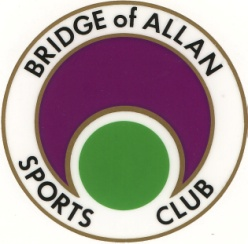 BRIDGE of ALLAN
SPORTS CLUB